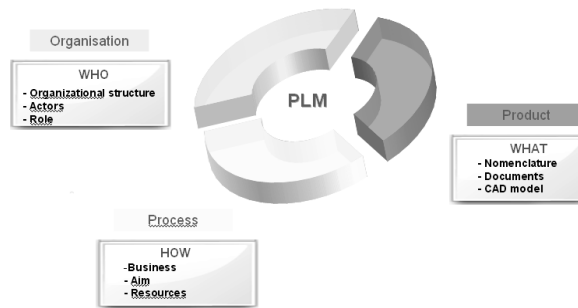 Organisation
WHO
- Organizational structure
- Actors
- Role
PLM
Product
WHAT
- Nomenclature
- Documents
- CAD model
Process
HOW
-Business
- Aim
- Resources